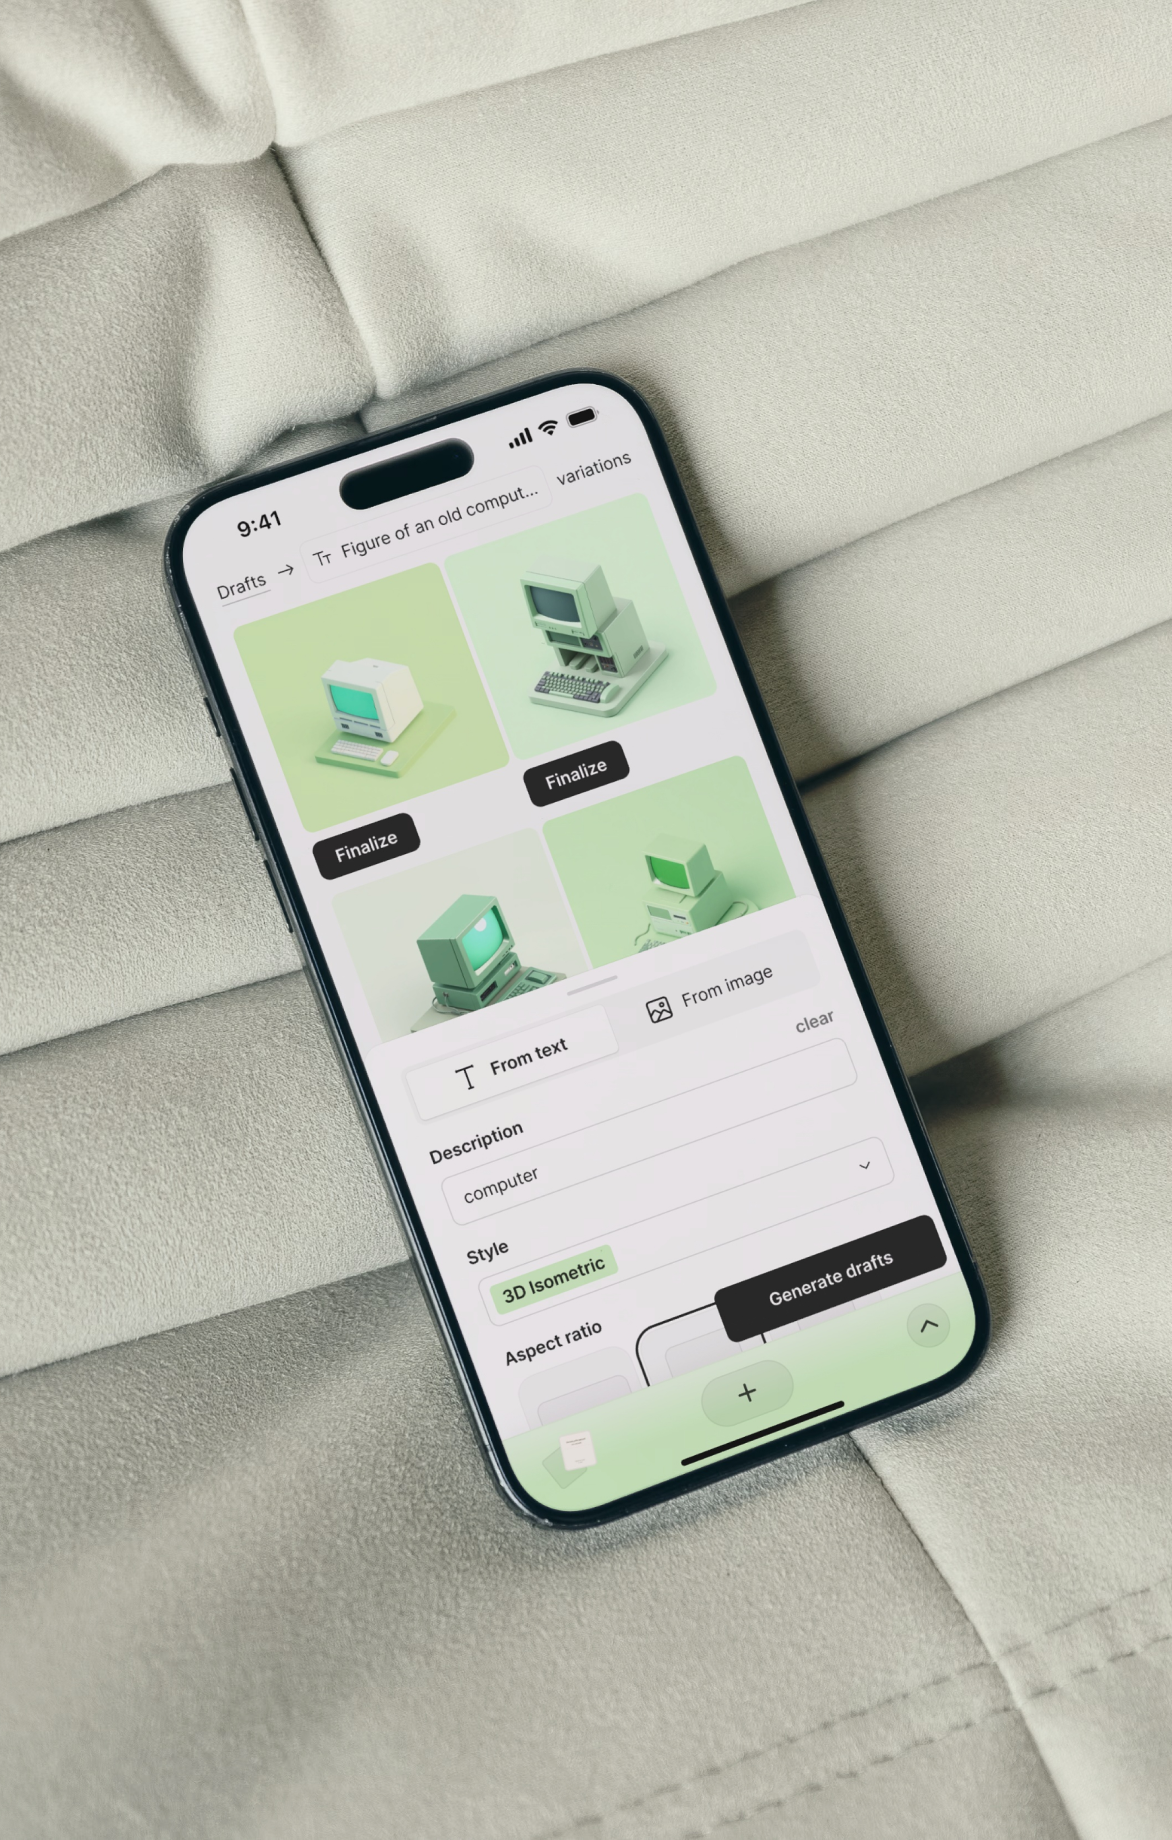 9:41
Drafts → Figure of an old comput... variations
Finalize
Finalize
From text
From image
clear
Description
computer
Style
3D Isometric
Generate drafts
Aspect ratio